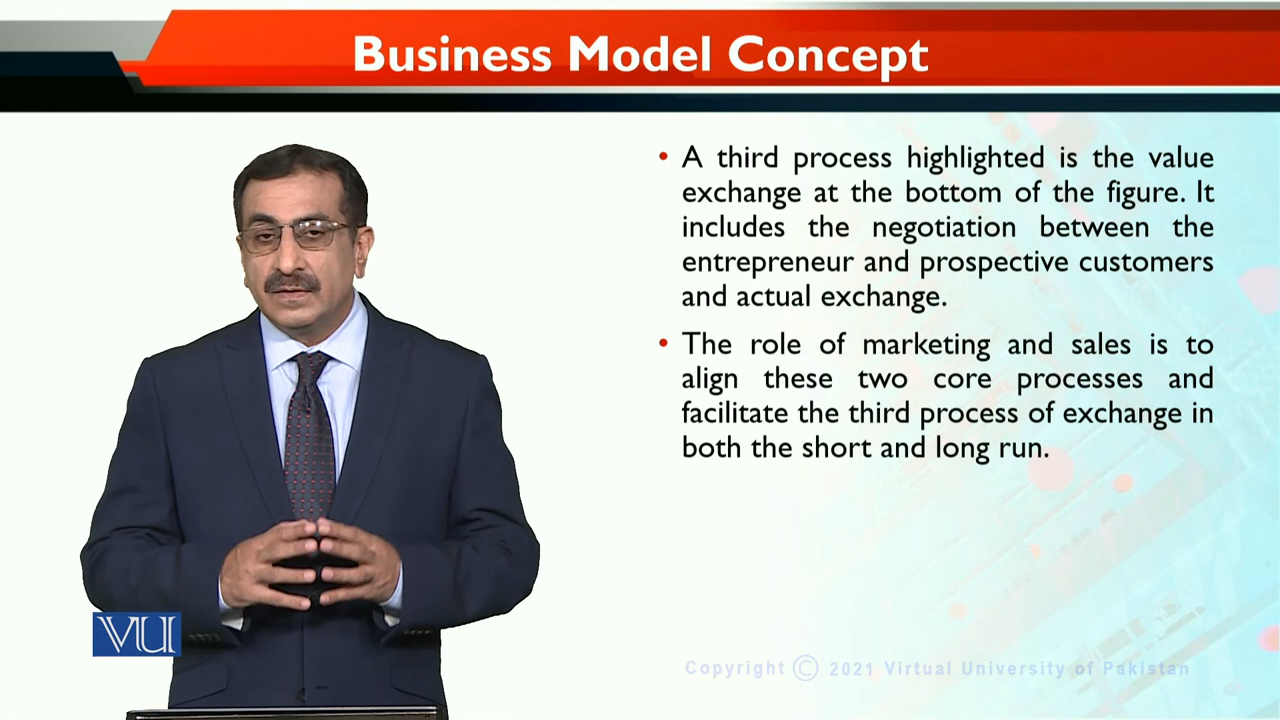 Business Model Concept
• A third process highlighted is the value
exchange at the bottom of the figure. It
includes the negotiation between the
entrepreneur and prospective customers
and actual exchange.
• The role of marketing and sales is to
align these two core processes and
facilitate the third process of exchange in
both the short and long run.
VU
Copyright © 2021 Virtual University of Pakistan